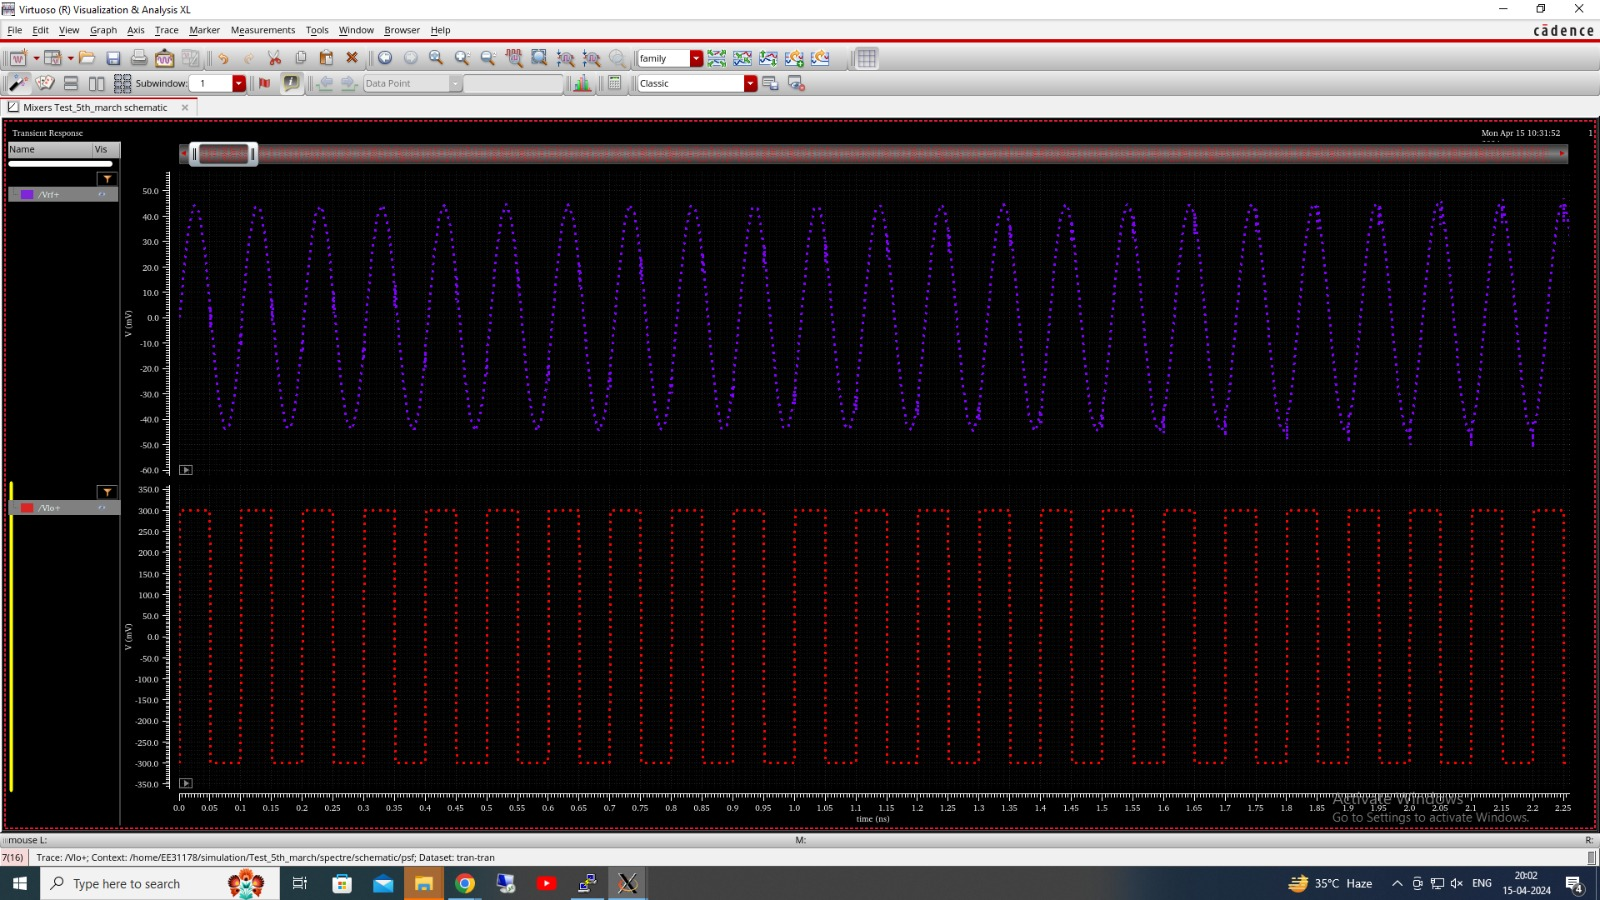 Virtuoso (R) Visualization & Analysis XL
File Edit View Graph Axis Trace Marker Measurements Tools Window Browser Help
cādence
family
Subwindow: 1
Data Point
Classic
Mixers Test_5th_march schematic
Transient Response
Mon Apr 15 10:31:52 1
Name Vis
/Vrf+
50.0
40.0
30.0
20.0
10.0
0.0
-10.0
-20.0
-30.0
-40.0
-50.0
-60.0
V (mV)
/Vlo+
350.0
300.0
250.0
200.0
150.0
100.0
50.0
0.0
-50.0
-100.0
-150.0
-200.0
-250.0
-300.0
-350.0
V (mV)
0.0 0.05 0.1 0.15 0.2 0.25 0.3 0.35 0.4 0.45 0.5 0.55 0.6 0.65 0.7 0.75 0.8 0.85 0.9 0.95 1.0 1.05 1.1 1.15 1.2 1.25 1.3 1.35 1.4 1.45 1.5 1.55 1.6 1.65 1.7 1.75 1.8 1.85 1.9 1.95 2.0 2.05 2.1 2.15 2.2 2.25
time (ns)
Activate Windows
Go to Settings to activate Windows.
mouse L: M: R:
7(16) Trace: /Vlo+; Context: /home/EE31178/simulation/Test_5th_march/spectre/schematic/psf; Dataset: tran-tran
Type here to search
35°C Haze
ENG
20:02
15-04-2024
4